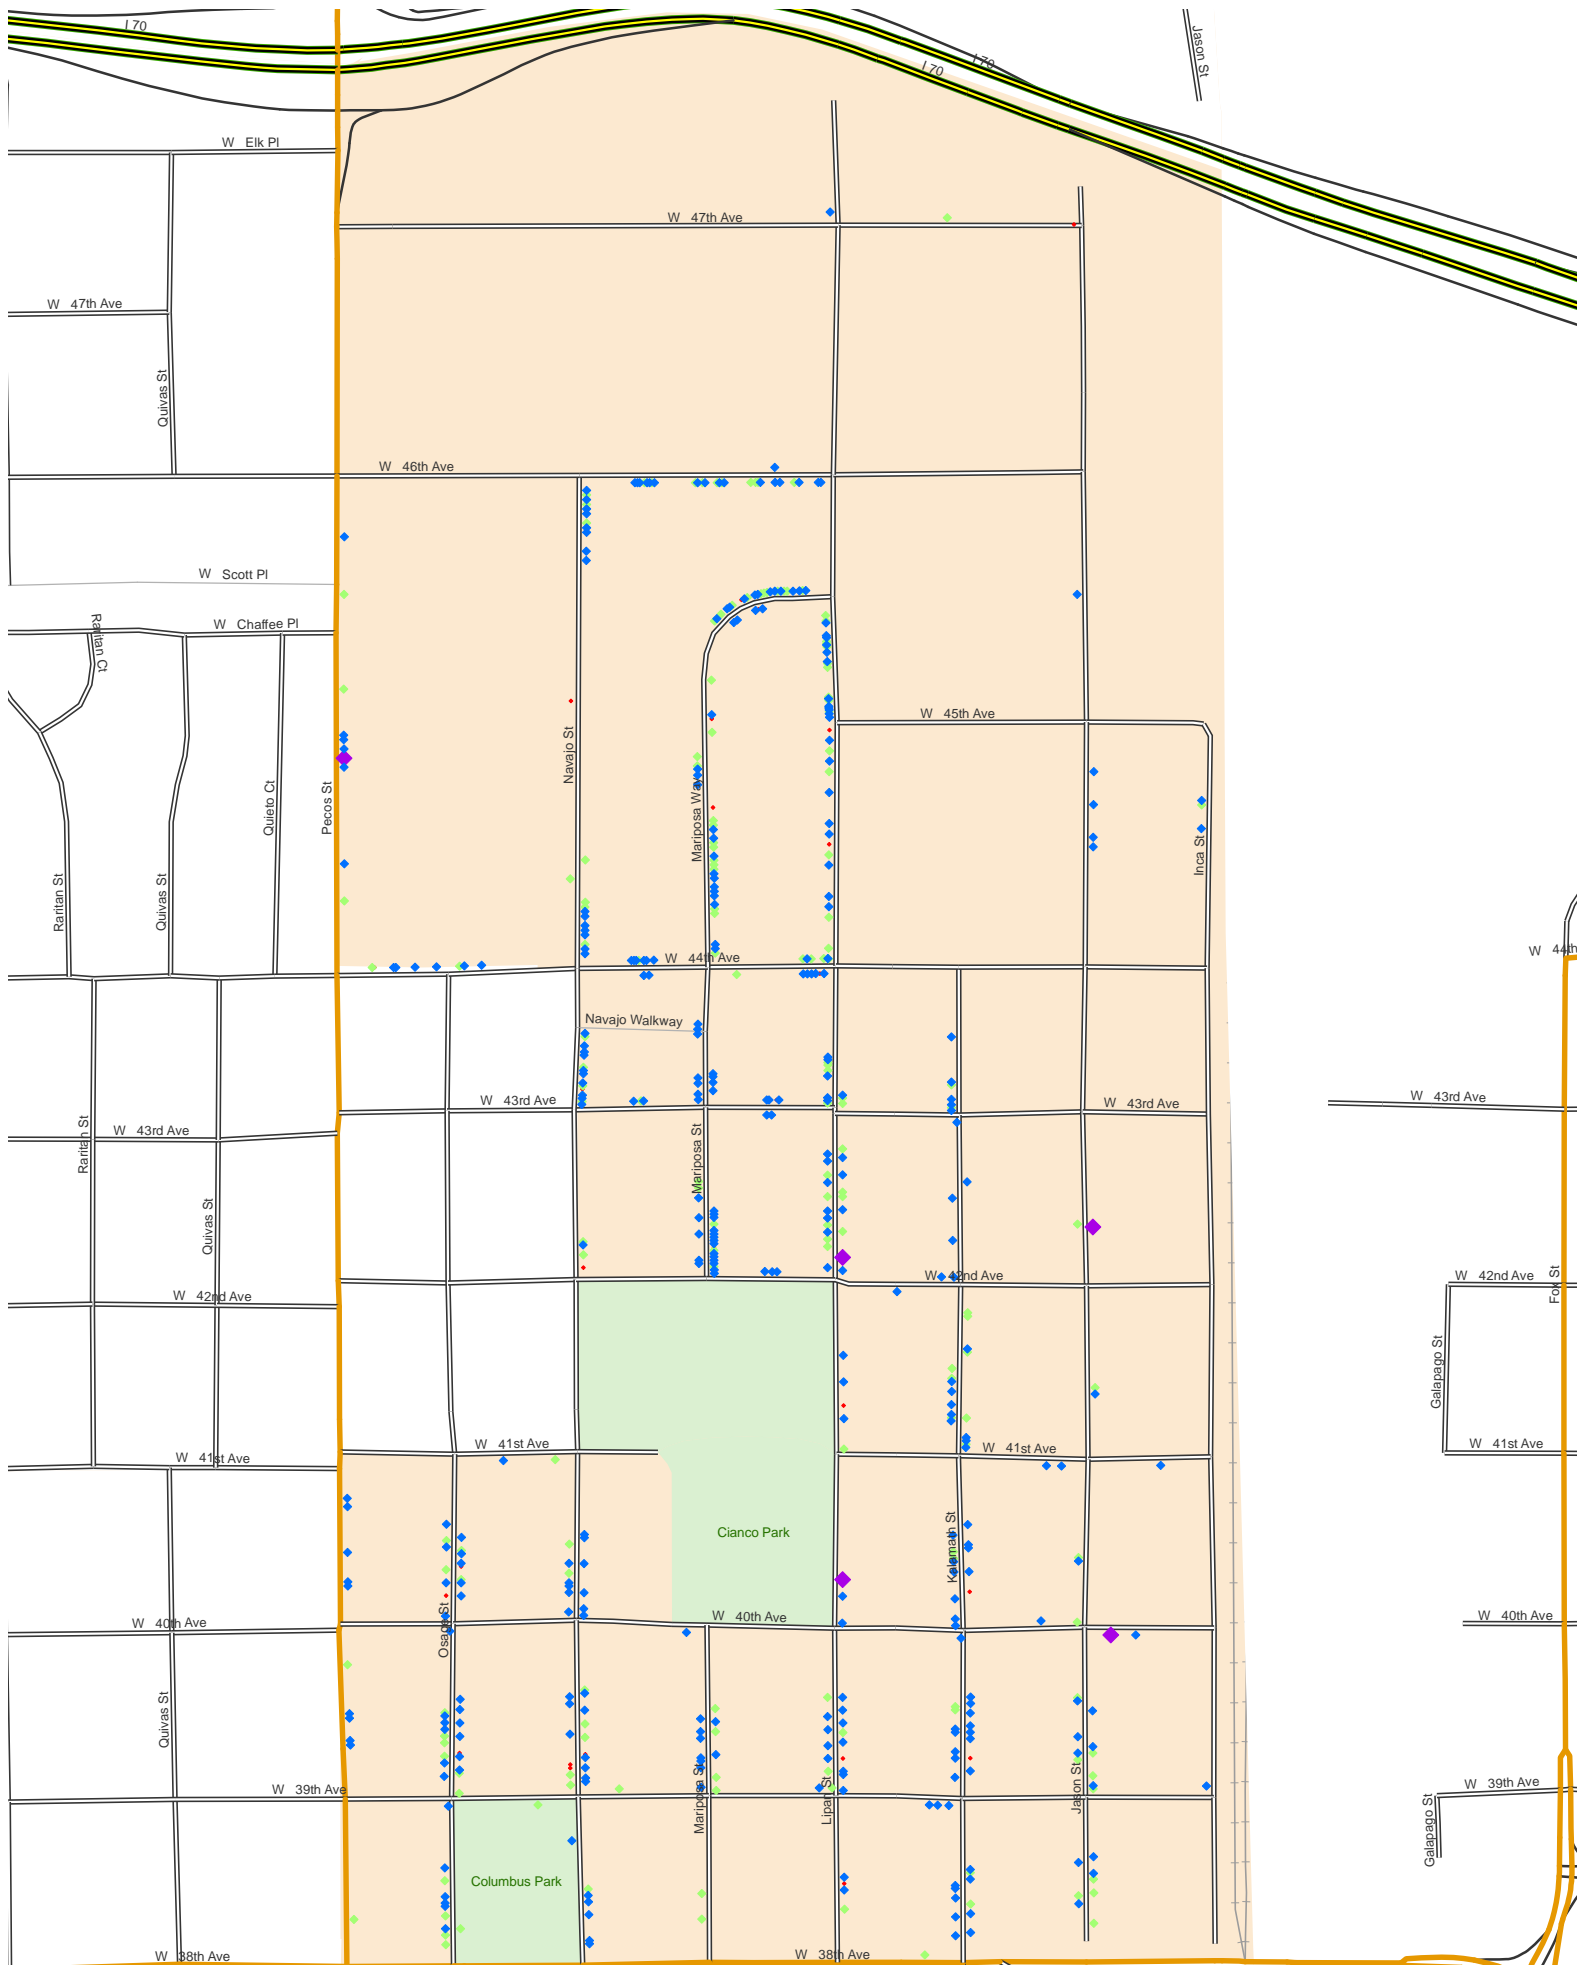 I 70
Jason St
I 70
I 70
W Elk Pl
W 47th Ave
W 47th Ave
Quivas St
W 46th Ave
W Scott Pl
W Chaffee Pl
Raritan Ct
W 45th Ave
Navajo St
Pecos St
Quieto Ct
Mariposa Way
Inca St
Raritan St
Quivas St
W 44th Ave
W 44th
Navajo Walkway
W 43rd Ave
W 43rd Ave
W 43rd Ave
W 43rd Ave
Raritan St
Mariposa St
Quivas St
W 42nd Ave
W 42nd Ave
W 42nd Ave
Fox St
Galapago St
W 41st Ave
W 41st Ave
W 41st Ave
W 41st Ave
Cianco Park
Kalamath St
W 40th Ave
W 40th Ave
W 40th Ave
Osage St
Quivas St
W 39th Ave
W 39th Ave
Mariposa St
Lipan St
Jason St
Galapago St
Columbus Park
W 38th Ave
W 38th Ave